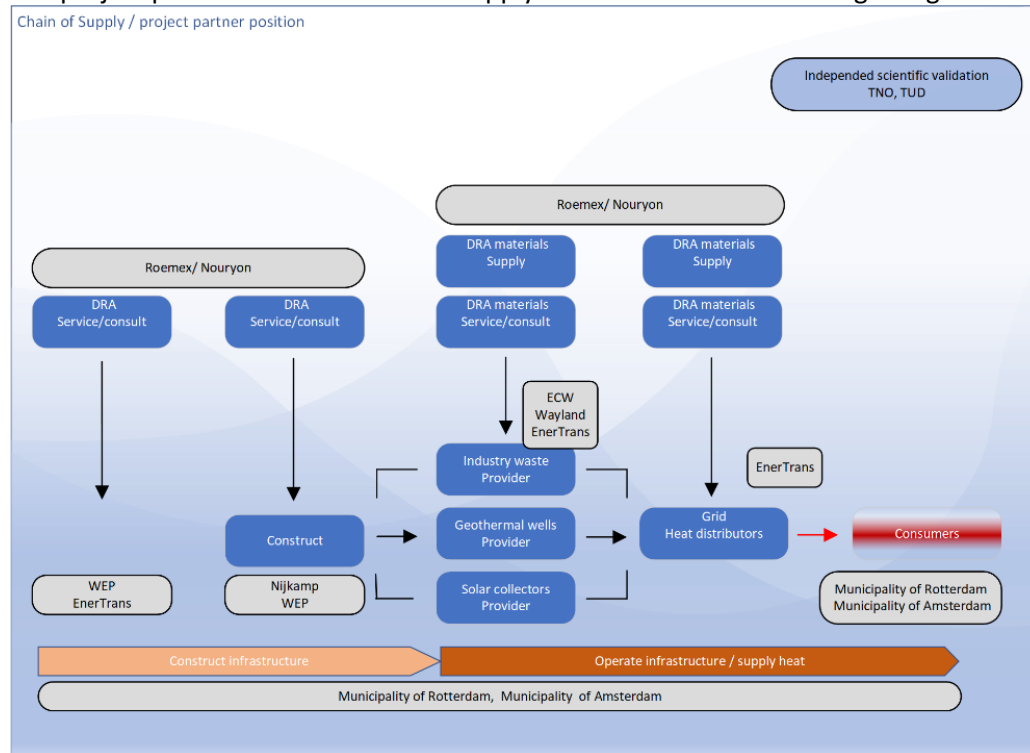 Chain of Supply / project partner position
Independed scientific validation
TNO, TUD
Roemex/ Nouryon
DRA materials
Supply
DRA materials
Supply
Roemex/ Nouryon
DRA
Service/consult
DRA
Service/consult
DRA materials
Service/consult
DRA materials
Service/consult
ECW
Wayland
EnerTrans
Industry waste
Provider
EnerTrans
Construct
Geothermal wells
Provider
Grid
Heat distributors
Consumers
WEP
EnerTrans
Nijkamp
WEP
Solar collectors
Provider
Municipality of Rotterdam
Municipality of Amsterdam
Construct infrastructure
Operate infrastructure / supply heat
Municipality of Rotterdam, Municipality of Amsterdam